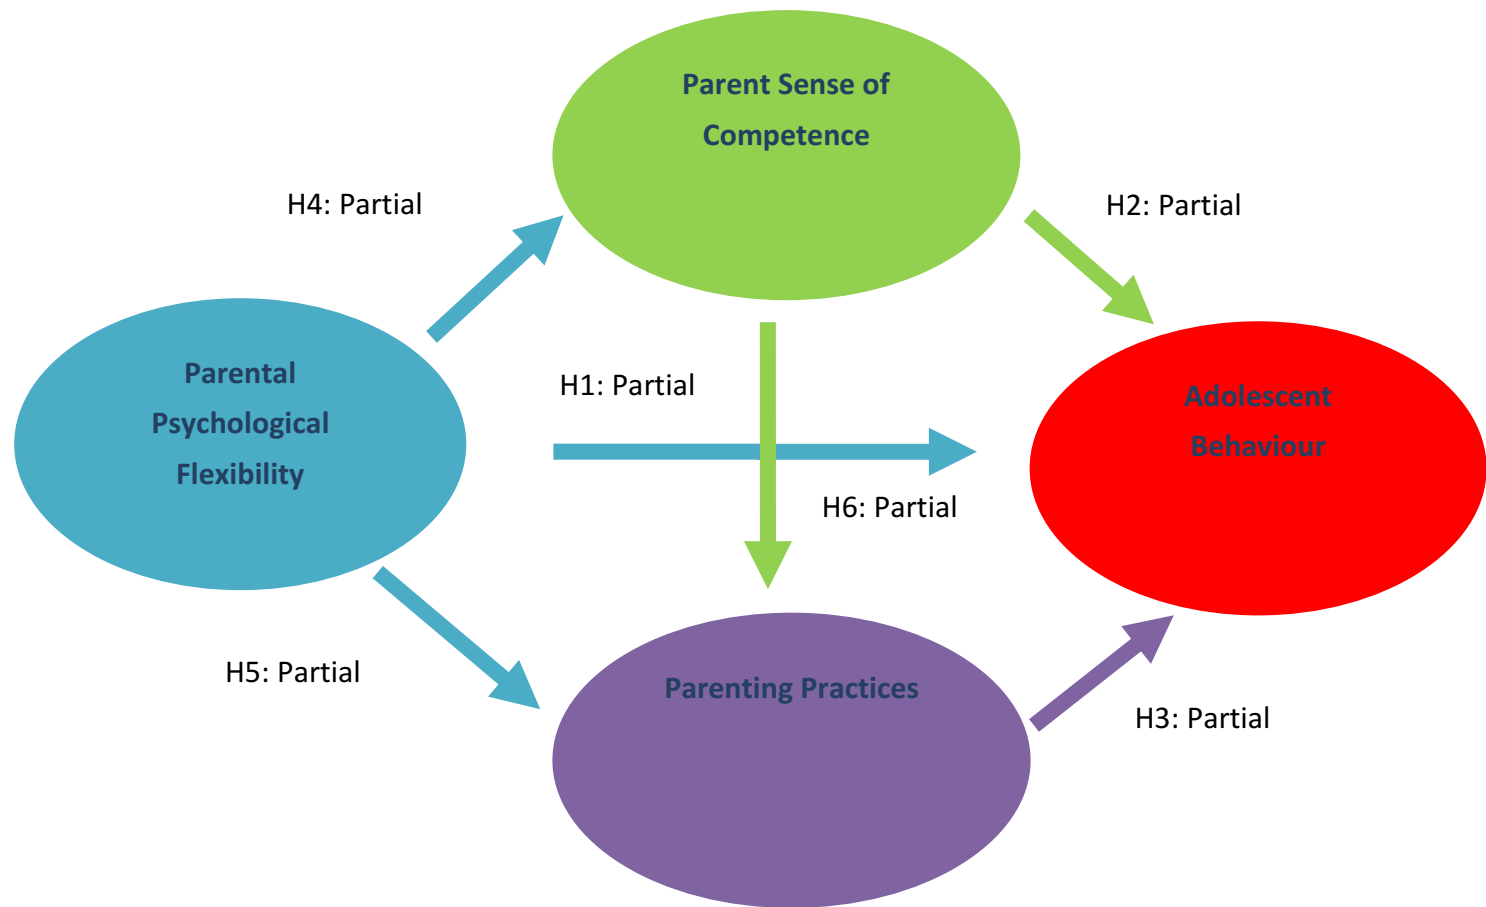 Parent Sense of
Competence
H4: Partial
H2: Partial
Parental
Psychological
Flexibility
H1: Partial
Adolescent
Behaviour
H6: Partial
H5: Partial
Parenting Practices
H3: Partial